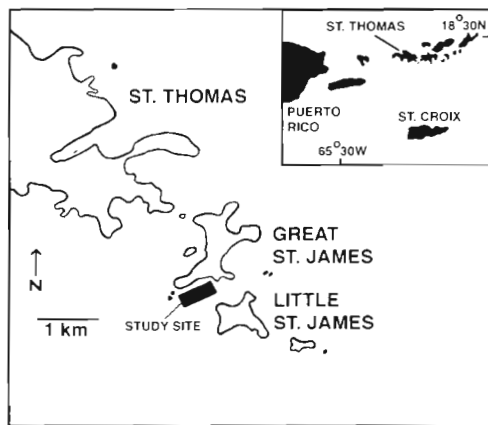 ST. THOMAS
18°30N
PUERTO
RICO
ST. CROIX
65°30W
ST. THOMAS
GREAT
ST. JAMES
LITTLE
ST. JAMES
N
1 km
STUDY SITE